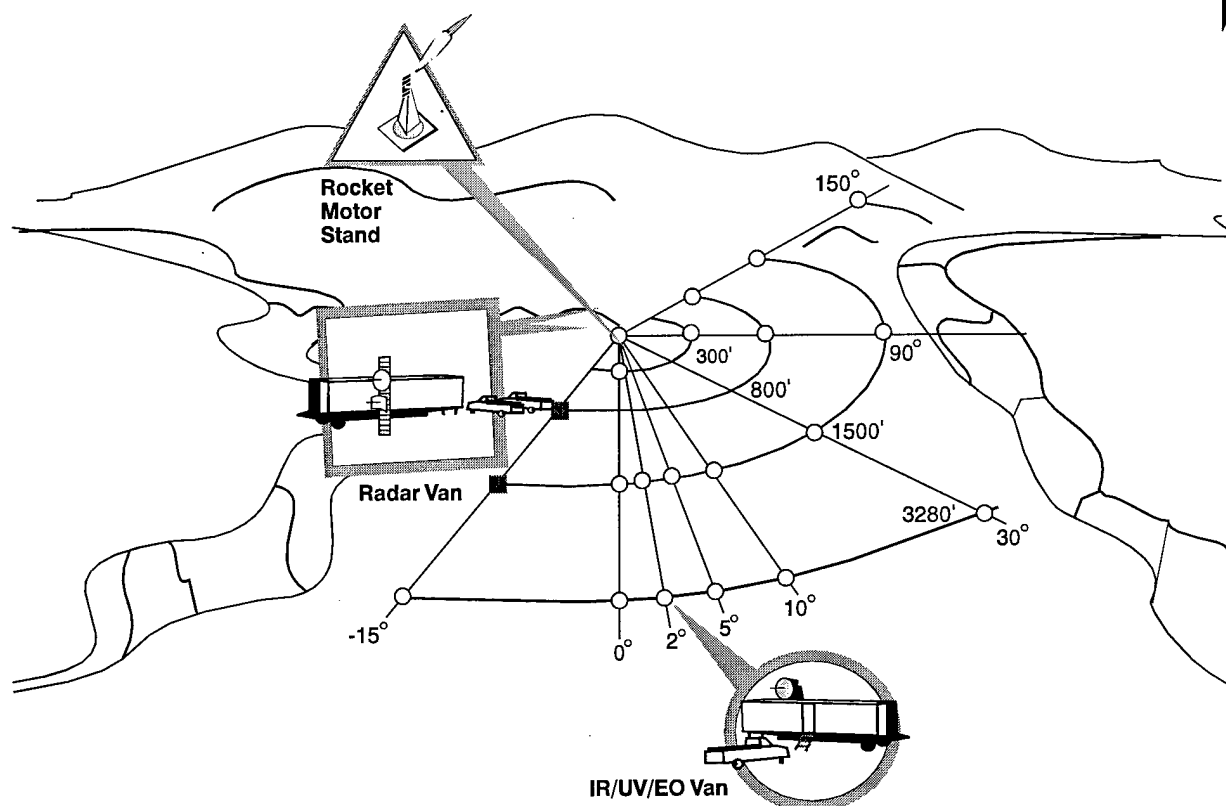 Rocket
Motor
Stand
150°
300'
90°
800'
1500'
Radar Van
3280'
30°
10°
-15°
5°
2°
0°
IR/UV/EO Van